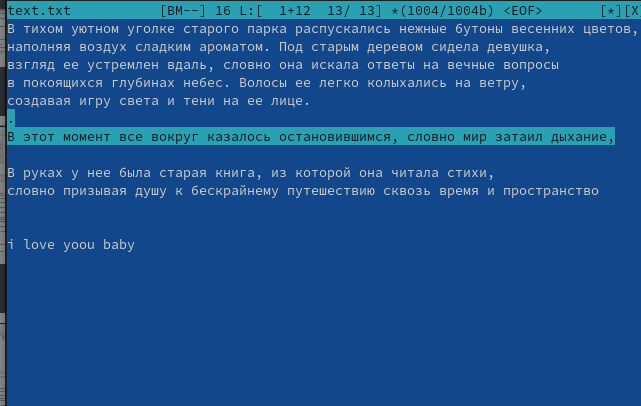 text.txt [BM--] 16 L:[ 1+12 13/ 13] *(1004/1004b) <EOF> [*][X
В тихом уютном уголке старого парка распускались нежные бутоны весенних цветов,
наполняя воздух сладким ароматом. Под старым деревом сидела девушка,
взгляд ее устремлен вдаль, словно она искала ответы на вечные вопросы
в покоящихся глубинах небес. Волосы ее легко колыхались на ветру,
создавая игру света и тени на ее лице.
.
В этот момент все вокруг казалось остановившимся, словно мир затаил дыхание,
В руках у нее была старая книга, из которой она читала стихи,
словно призывая душу к бескрайнему путешествию сквозь время и пространство
i love yoou baby